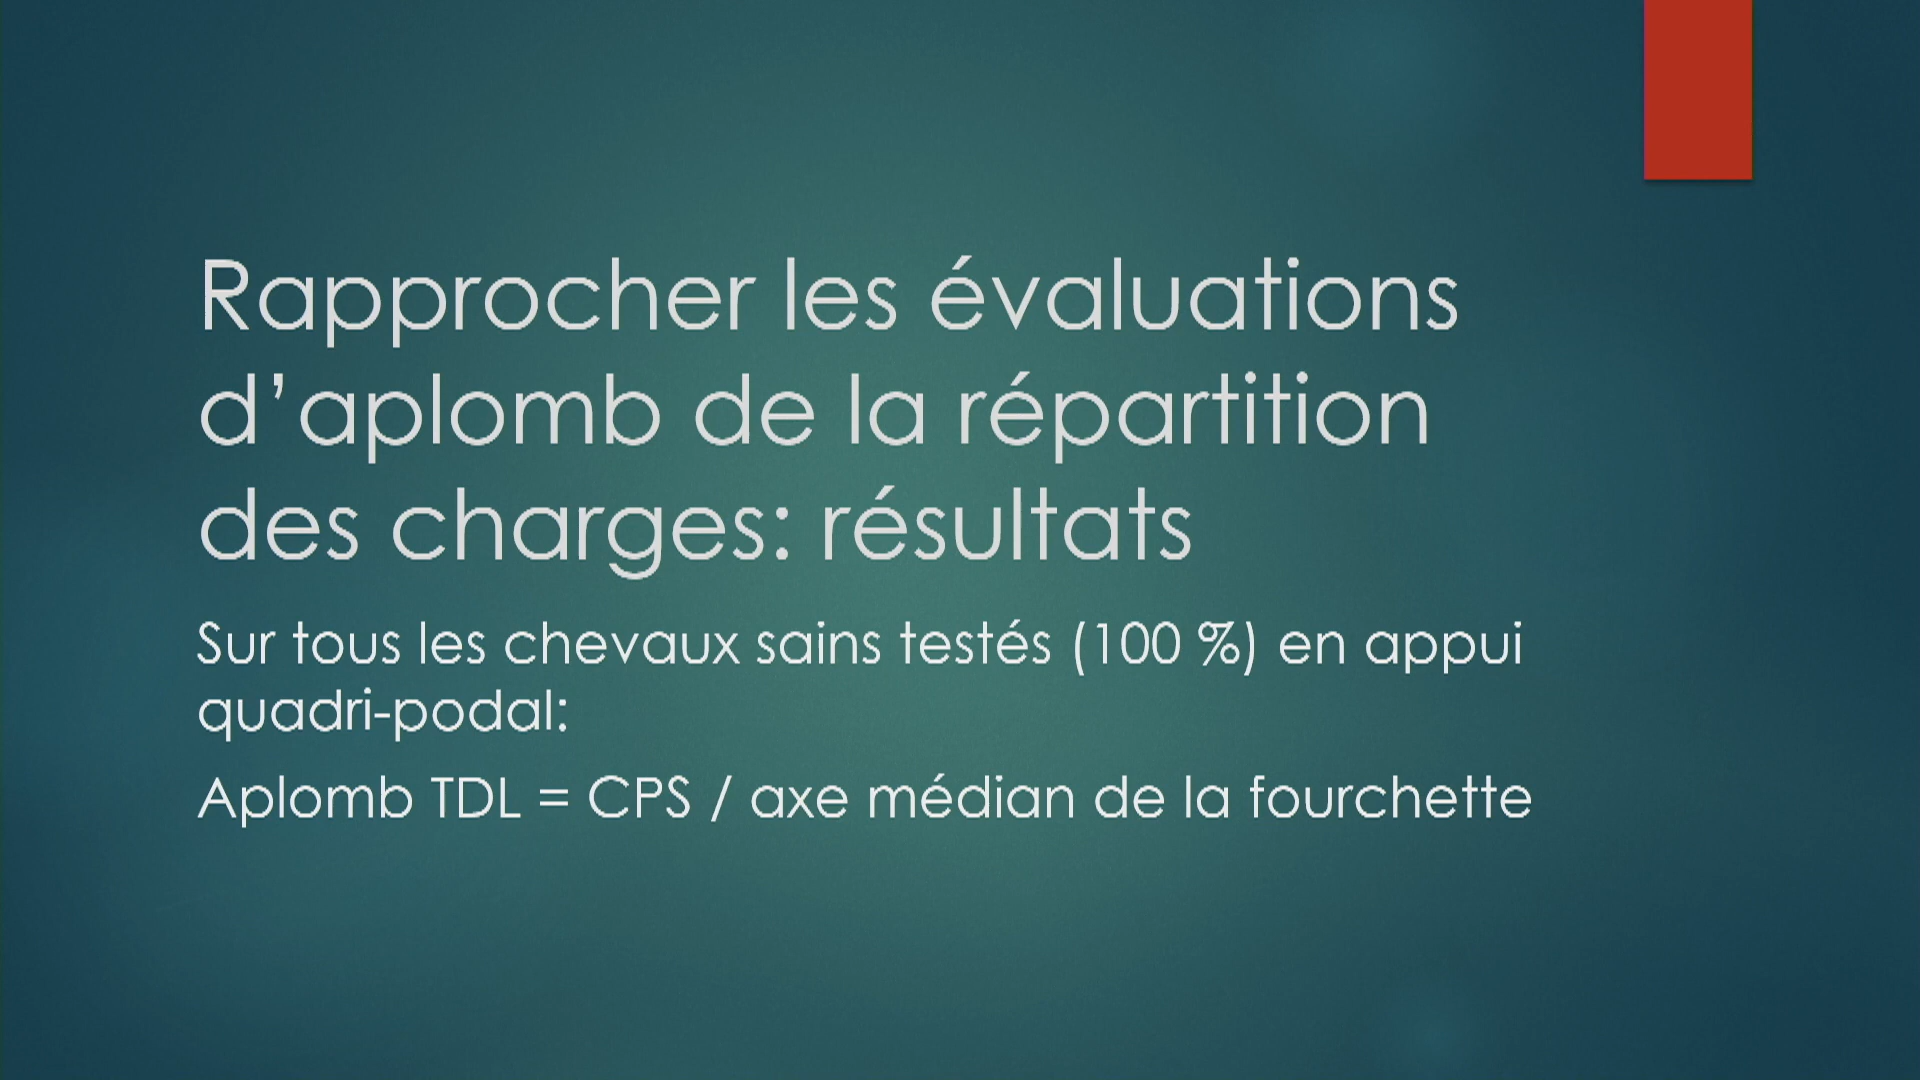 Rapprocher les évaluations
d’aplomb de la répartition
des charges: résultats
Sur tous les chevaux sains testés (100 %) en appui
quadri-podal:
Aplomb TDL = CPS / axe médian de la fourchette